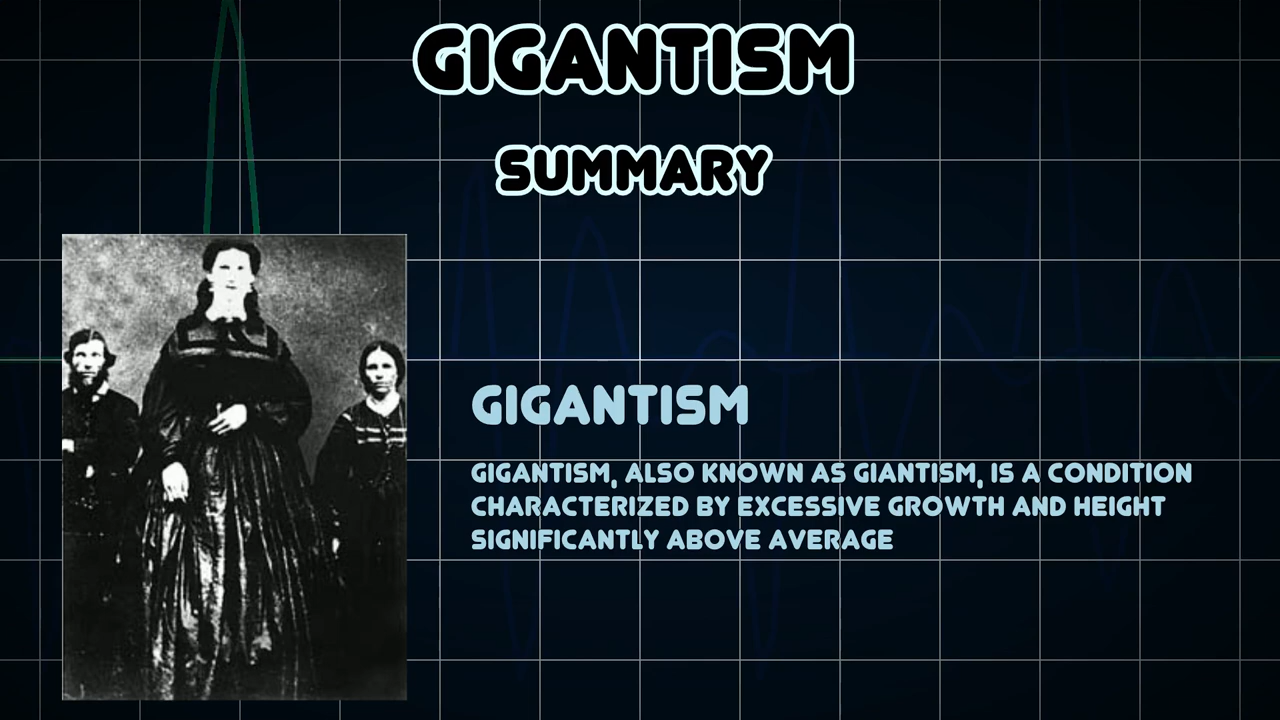 GIGANTISM
SUMMARY
GIGANTISM
GIGANTISM, ALSO KNOWN AS GIANTISM, IS A CONDITION
CHARACTERIZED BY EXCESSIVE GROWTH AND HEIGHT
SIGNIFICANTLY ABOVE AVERAGE